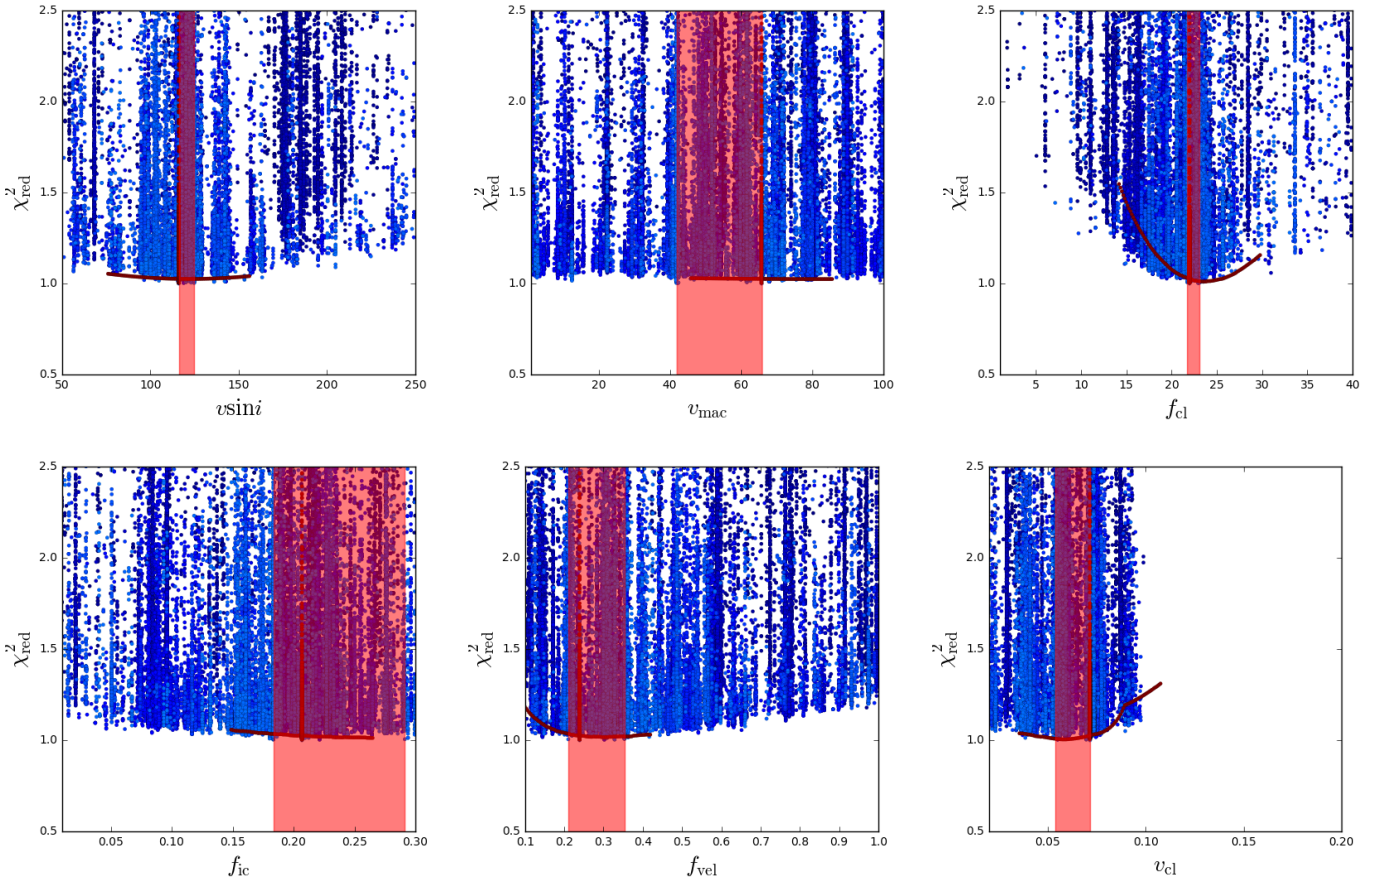 2.5 2.0 1.5 1.0 0.5
χ²red
50 100 150 200 250
v sin i
2.5 2.0 1.5 1.0 0.5
χ²red
20 40 60 80 100
vmac
2.5 2.0 1.5 1.0 0.5
χ²red
5 10 15 20 25 30 35 40
fcl
2.5 2.0 1.5 1.0 0.5
χ²red
0.05 0.10 0.15 0.20 0.25 0.30
fic
2.5 2.0 1.5 1.0 0.5
χ²red
0.1 0.2 0.3 0.4 0.5 0.6 0.7 0.8 0.9 1.0
fvel
2.5 2.0 1.5 1.0 0.5
χ²red
0.05 0.10 0.15 0.20
vcl